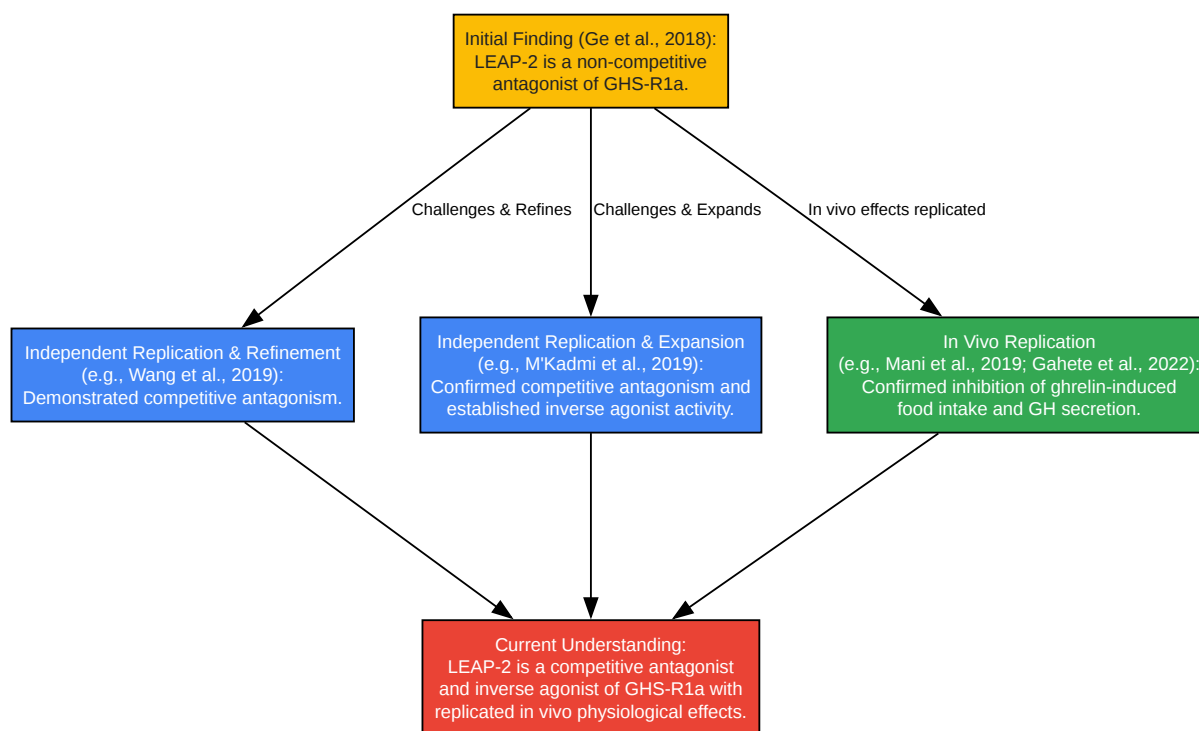 Initial Finding (Ge et al., 2018):
LEAP-2 is a non-competitive
antagonist of GHS-R1a.
Challenges & Refines
Challenges & Expands
In vivo effects replicated
Independent Replication & Refinement
(e.g., Wang et al., 2019):
Demonstrated competitive antagonism.
Independent Replication & Expansion
(e.g., M'Kadmi et al., 2019):
Confirmed competitive antagonism and
established inverse agonist activity.
In Vivo Replication
(e.g., Mani et al., 2019; Gahete et al., 2022):
Confirmed inhibition of ghrelin-induced
food intake and GH secretion.
Current Understanding:
LEAP-2 is a competitive antagonist
and inverse agonist of GHS-R1a with
replicated in vivo physiological effects.